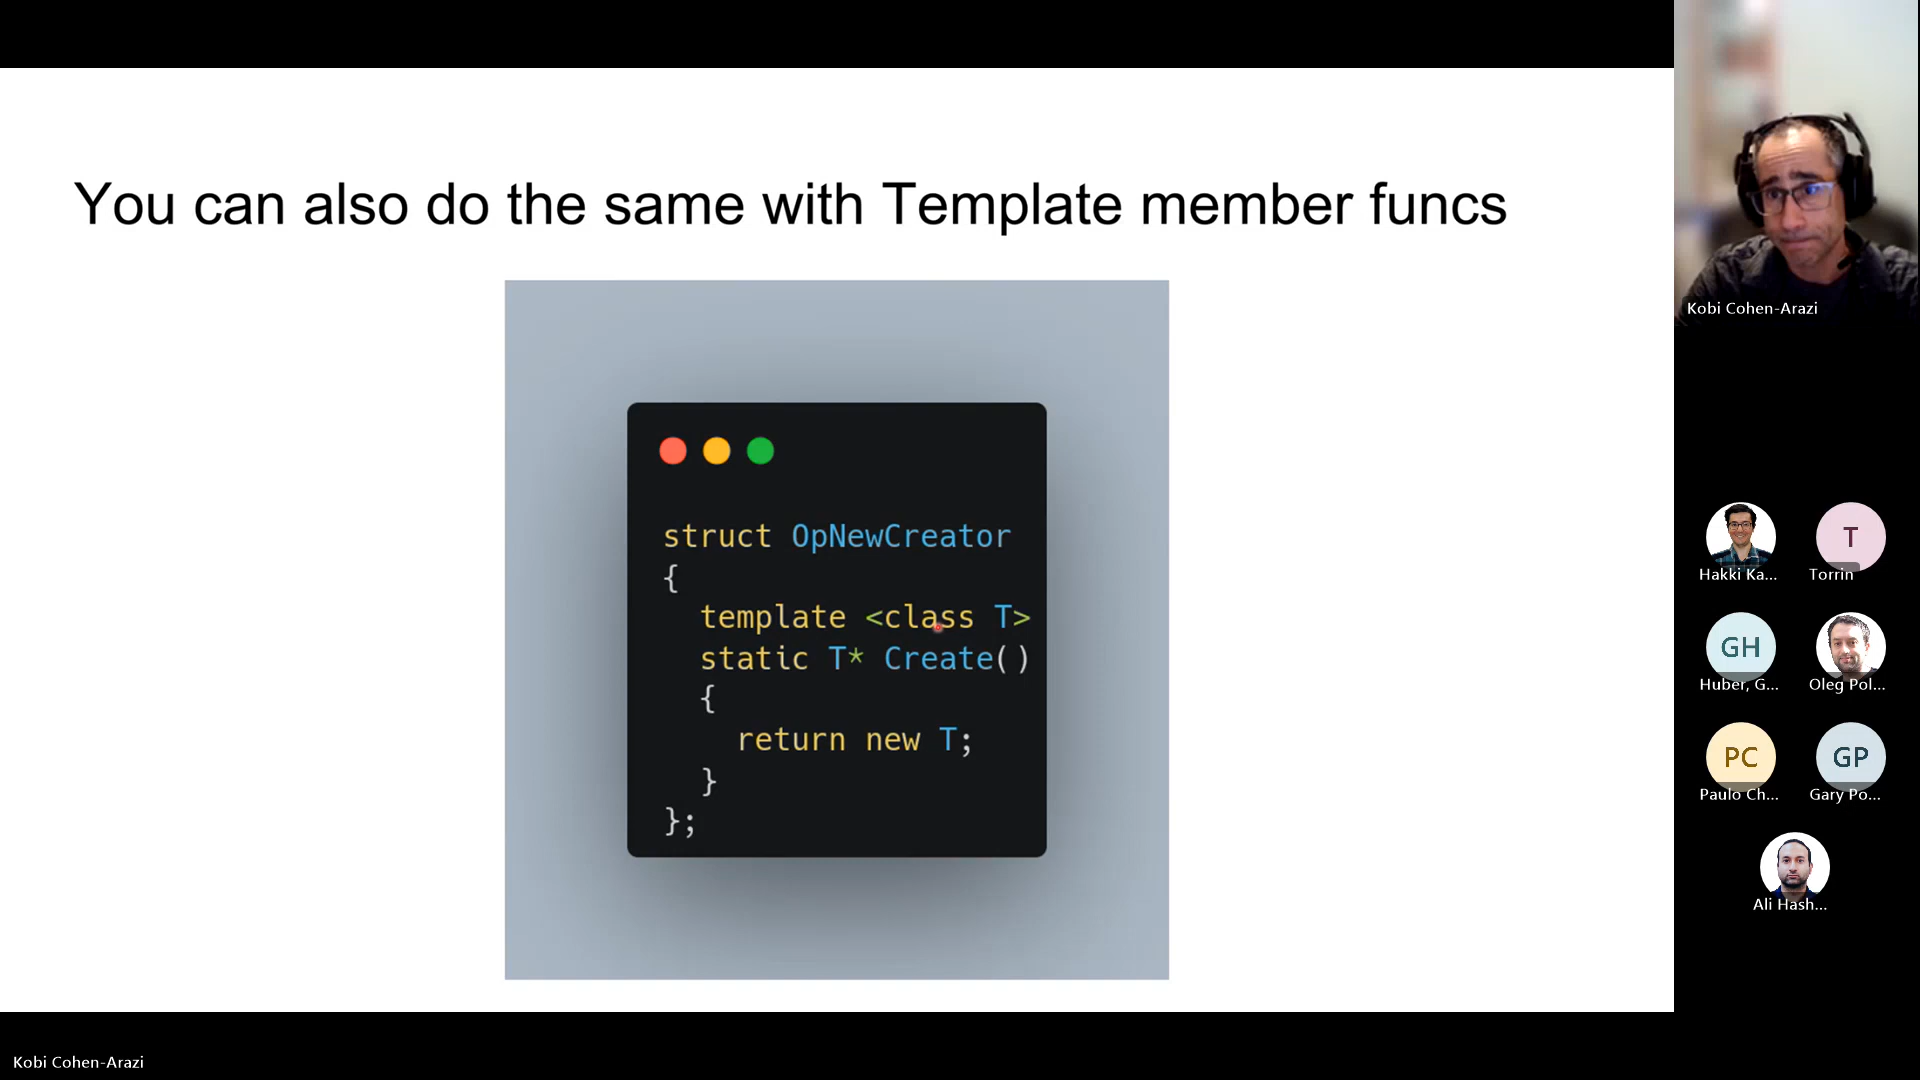 You can also do the same with Template member funcs
struct OpNewCreator
{
template <class T>
static T* Create()
{
return new T;
}
};
Kobi Cohen-Arazi
Hakki Ka...
T
Torrin
GH
Huber, G...
Oleg Pol...
PC
Paulo Ch...
GP
Gary Po...
Ali Hash...
Kobi Cohen-Arazi